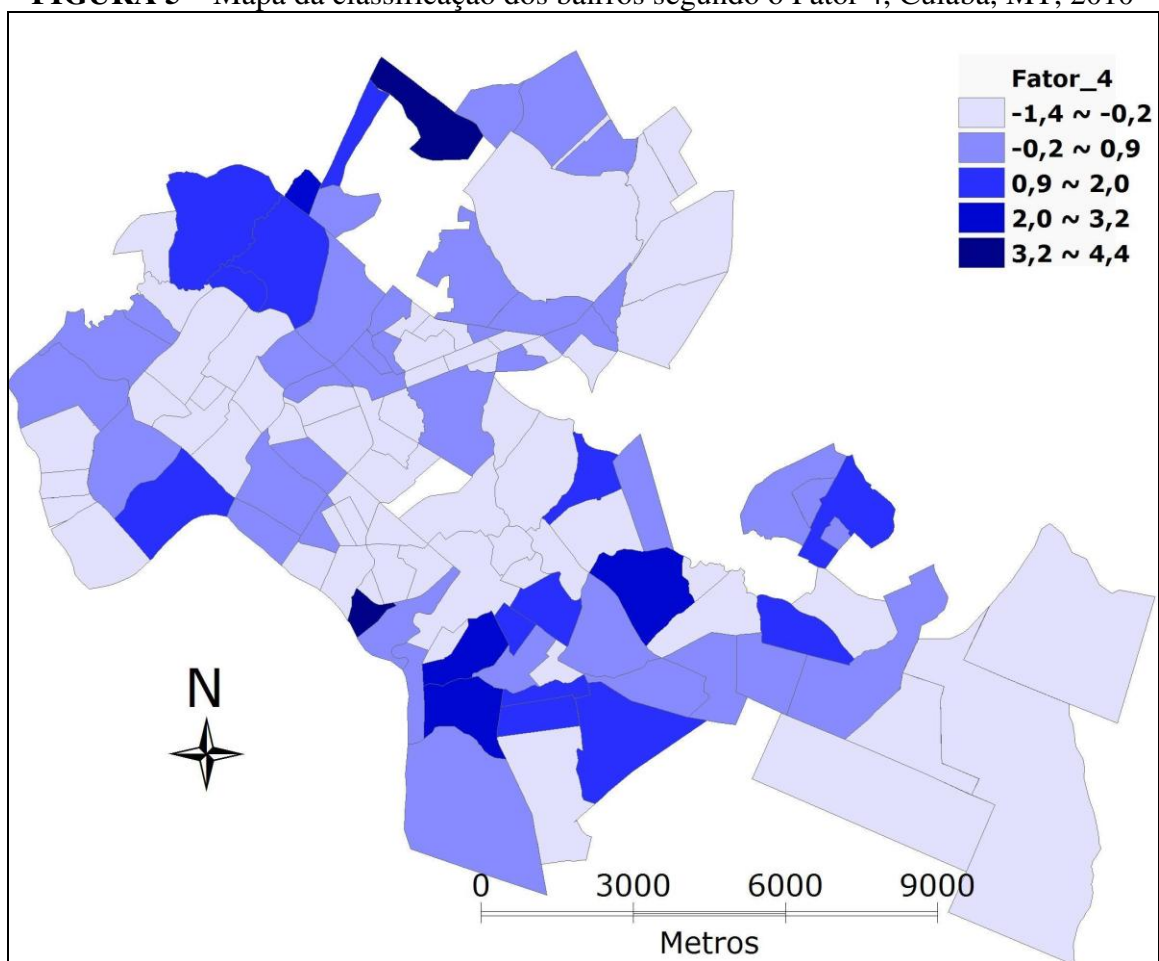 FIGURA 5 – Mapa da classificação dos bairros segundo o Fator 4, Cuiabá, MT, 2010
Fator_4
-1,4 ~ -0,2
-0,2 ~ 0,9
0,9 ~ 2,0
2,0 ~ 3,2
3,2 ~ 4,4
N
0 3000 6000 9000
Metros